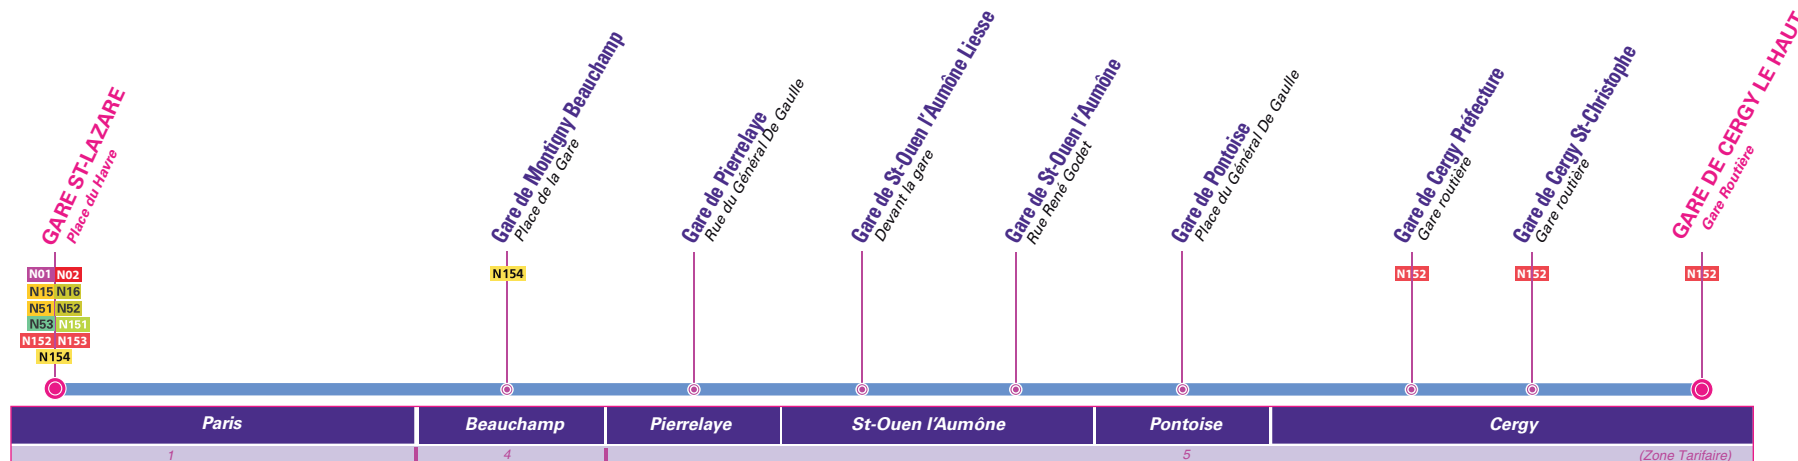 GARE ST-LAZARE
Place du Havre
Gare de Montigny Beauchamp
Place de la Gare
Gare de Pierrelaye
Rue du Général De Gaulle
Gare de St-Ouen l'Aumône Liesse
Devant la gare
Gare de St-Ouen l'Aumône
Rue René Godet
Gare de Pontoise
Place du Général De Gaulle
Gare de Cergy Préfecture
Gare routière
Gare de Cergy St-Christophe
Gare routière
GARE DE CERGY LE HAUT
Gare Routière
N01 N02
N15 N16
N51 N52
N53 N151
N152 N153
N154
N154
N152
N152
N152
Paris Beauchamp Pierrelaye St-Ouen l'Aumône Pontoise Cergy
1 4 5 (Zone Tarifaire)